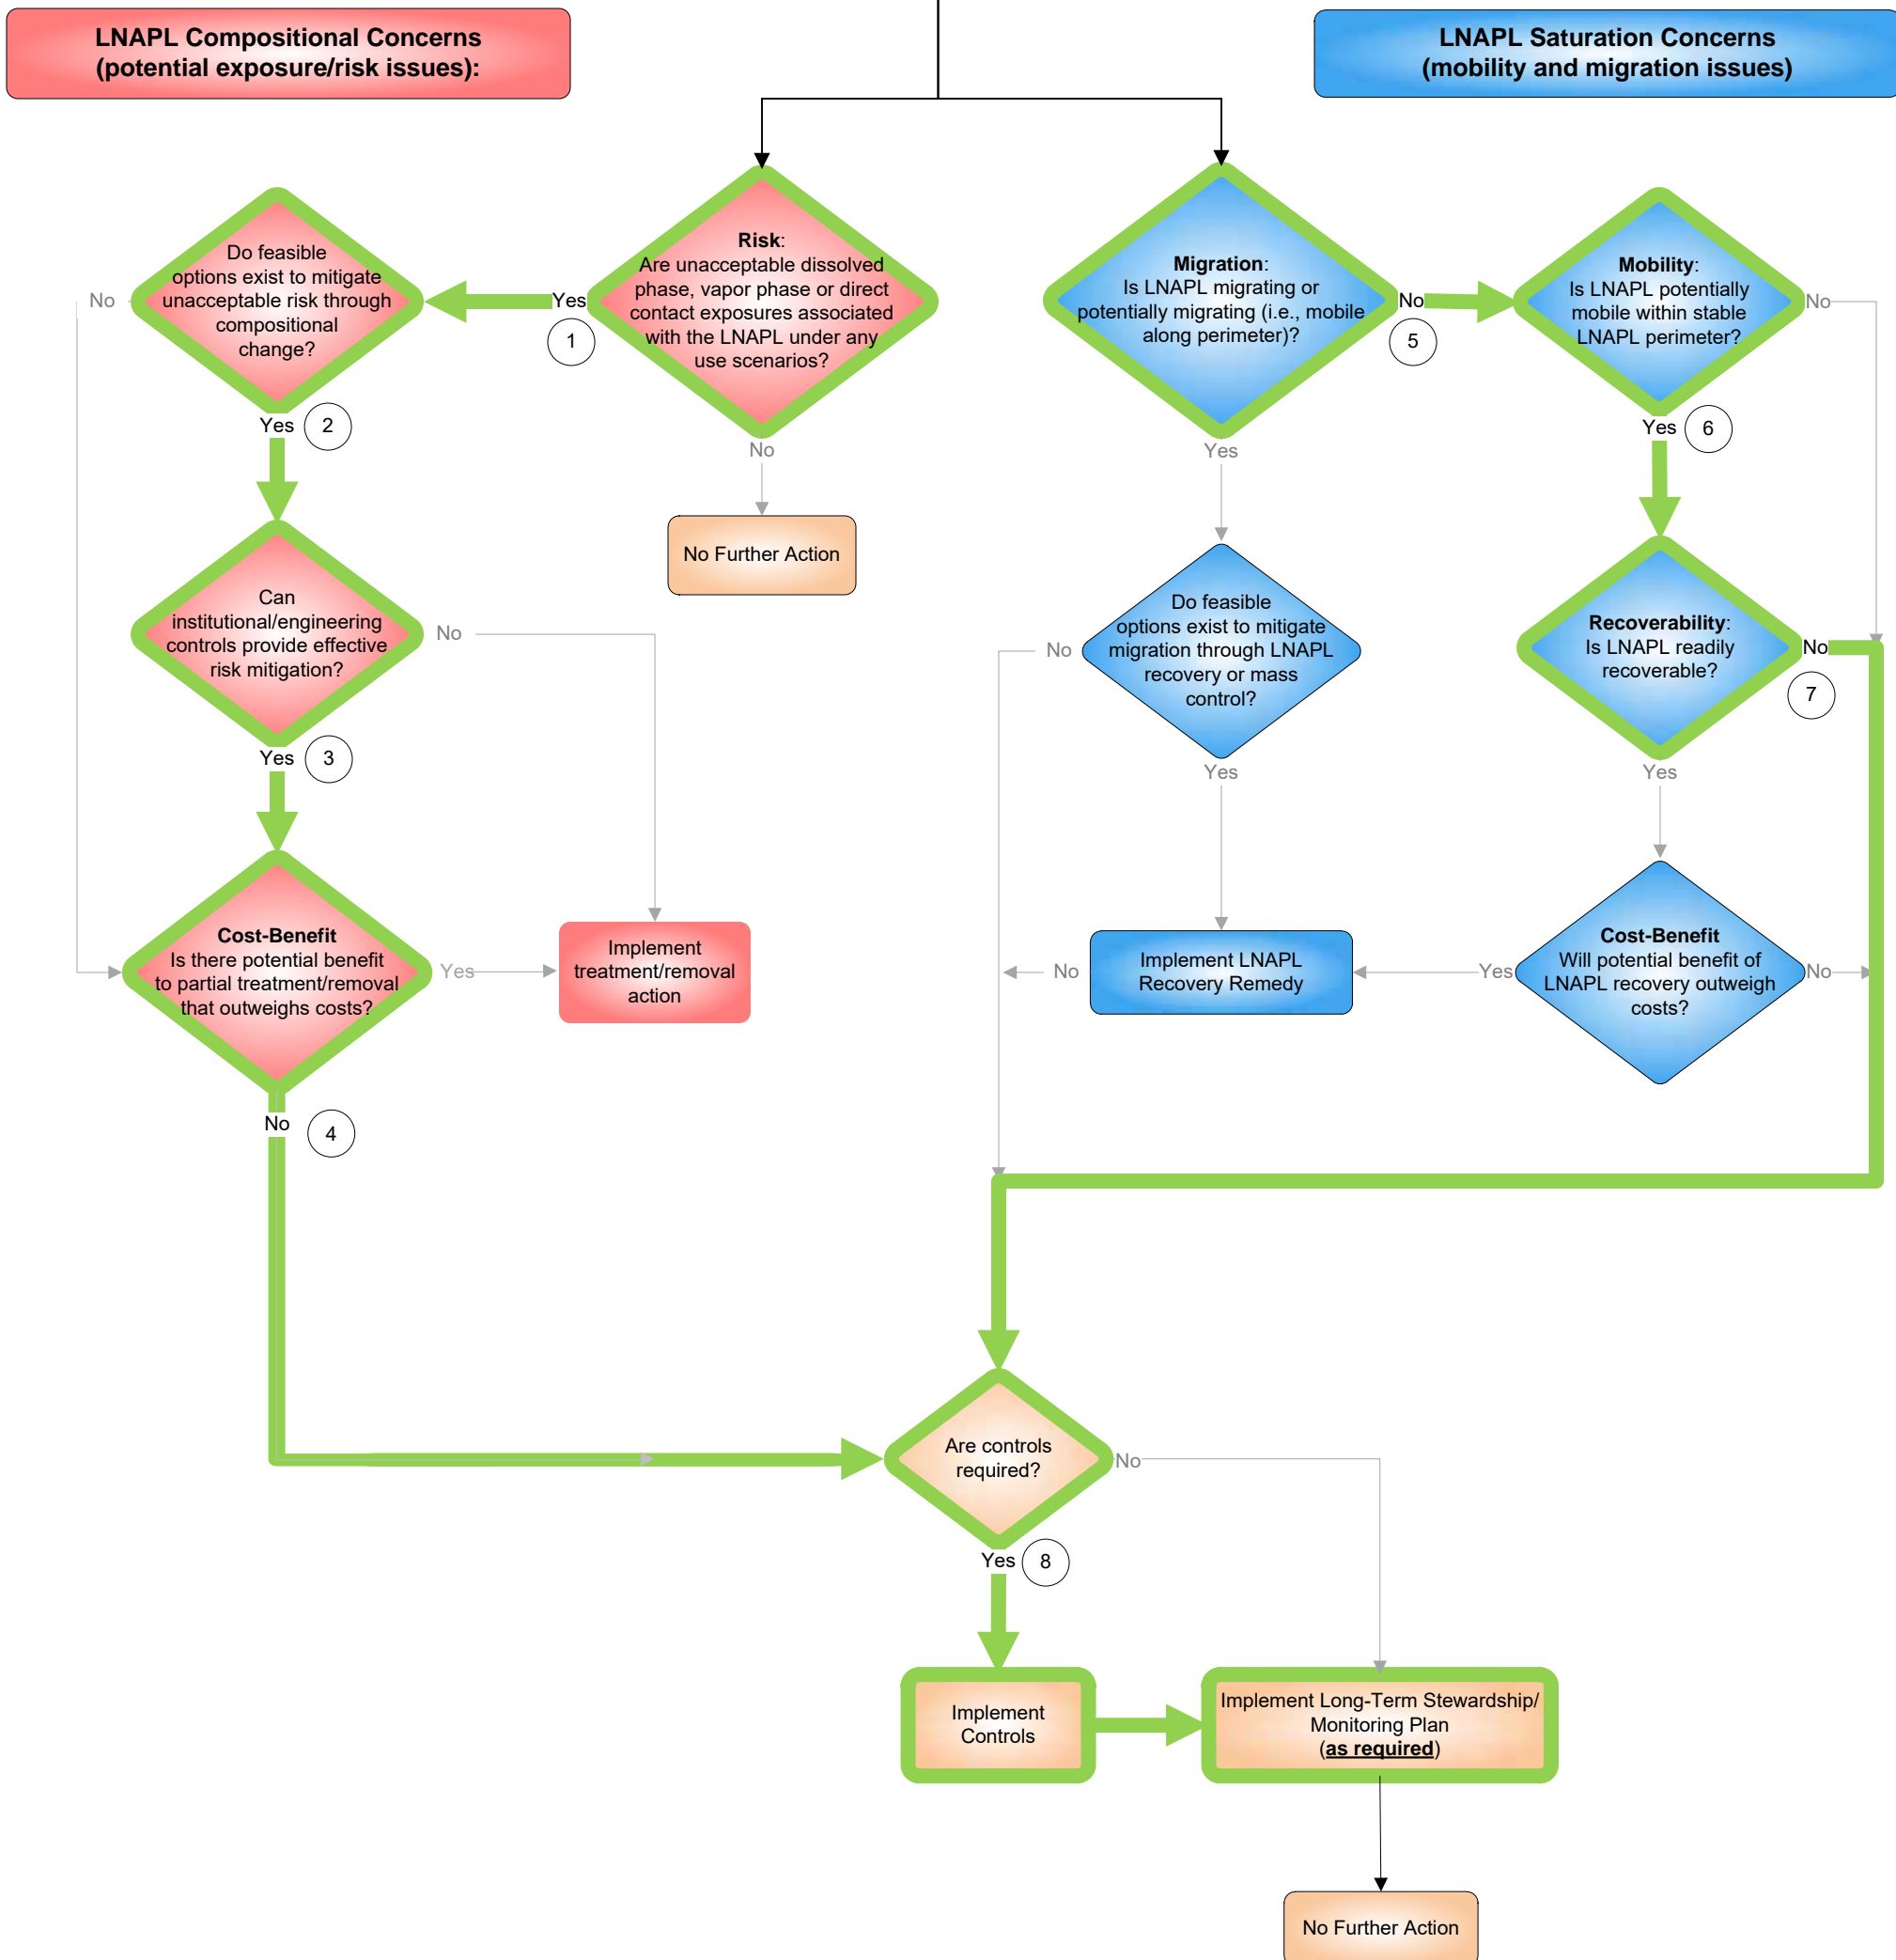 LNAPL Compositional Concerns
(potential exposure/risk issues):
LNAPL Saturation Concerns
(mobility and migration issues)
Do feasible
options exist to mitigate
unacceptable risk through
compositional
change?
No
Yes
2
Risk:
Are unacceptable dissolved
phase, vapor phase or direct
contact exposures associated
with the LNAPL under any
use scenarios?
Yes
1
No
No Further Action
Migration:
Is LNAPL migrating or
potentially migrating (i.e., mobile
along perimeter)?
No
5
Yes
Mobility:
Is LNAPL potentially
mobile within stable
LNAPL perimeter?
No
Yes
6
Can
institutional/engineering
controls provide effective
risk mitigation?
No
Yes
3
Do feasible
options exist to mitigate
migration through LNAPL
recovery or mass
control?
No
Yes
Recoverability:
Is LNAPL readily
recoverable?
No
7
Yes
Cost-Benefit
Is there potential benefit
to partial treatment/removal
that outweighs costs?
Yes
No
4
Implement
treatment/removal
action
No
Implement LNAPL
Recovery Remedy
Yes
Cost-Benefit
Will potential benefit of
LNAPL recovery outweigh
costs?
No
Are controls
required?
No
Yes
8
Implement
Controls
Implement Long-Term Stewardship/
Monitoring Plan
(as required)
No Further Action